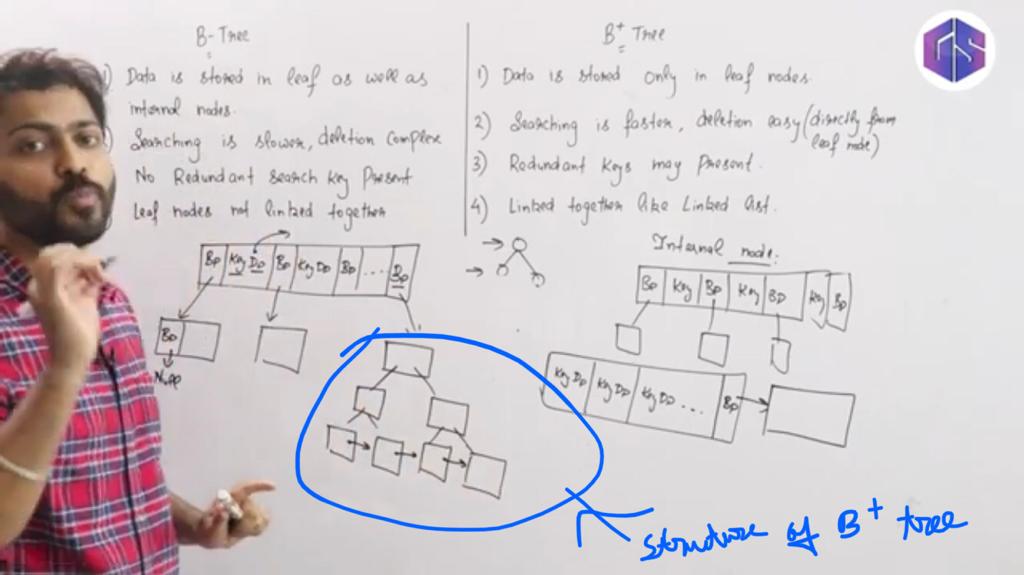 B-Tree
1) Data is stored in leaf as well as
internal nodes.
Searching is slower, deletion complex
No Redundant search key present
Leaf nodes not linked together
Bp Key Dp Bp Key Dp Bp .... Bp
Bp
B+ Tree
1) Data is stored only in leaf nodes.
2) Searching is faster, deletion easy (directly from
leaf node)
3) Redundant keys may present.
4) Linked together like Linked list.
Internal node:
Bp Key Bp Key Bp Key Bp
Key Dp Key Dp Key Dp ... Bp
structure of B+ tree